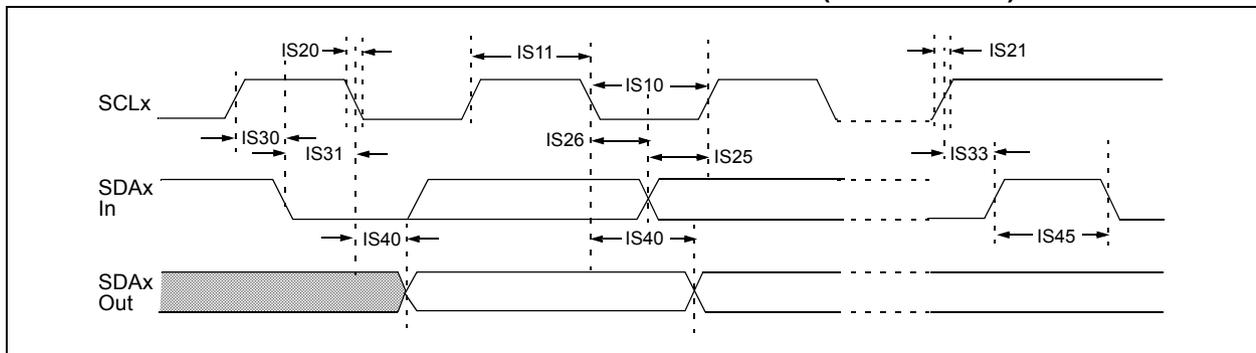 IS20 IS11 IS21
IS10
SCLx
IS30 IS26 IS33
IS31 IS25
SDAx
In
IS40 IS40 IS45
SDAx
Out